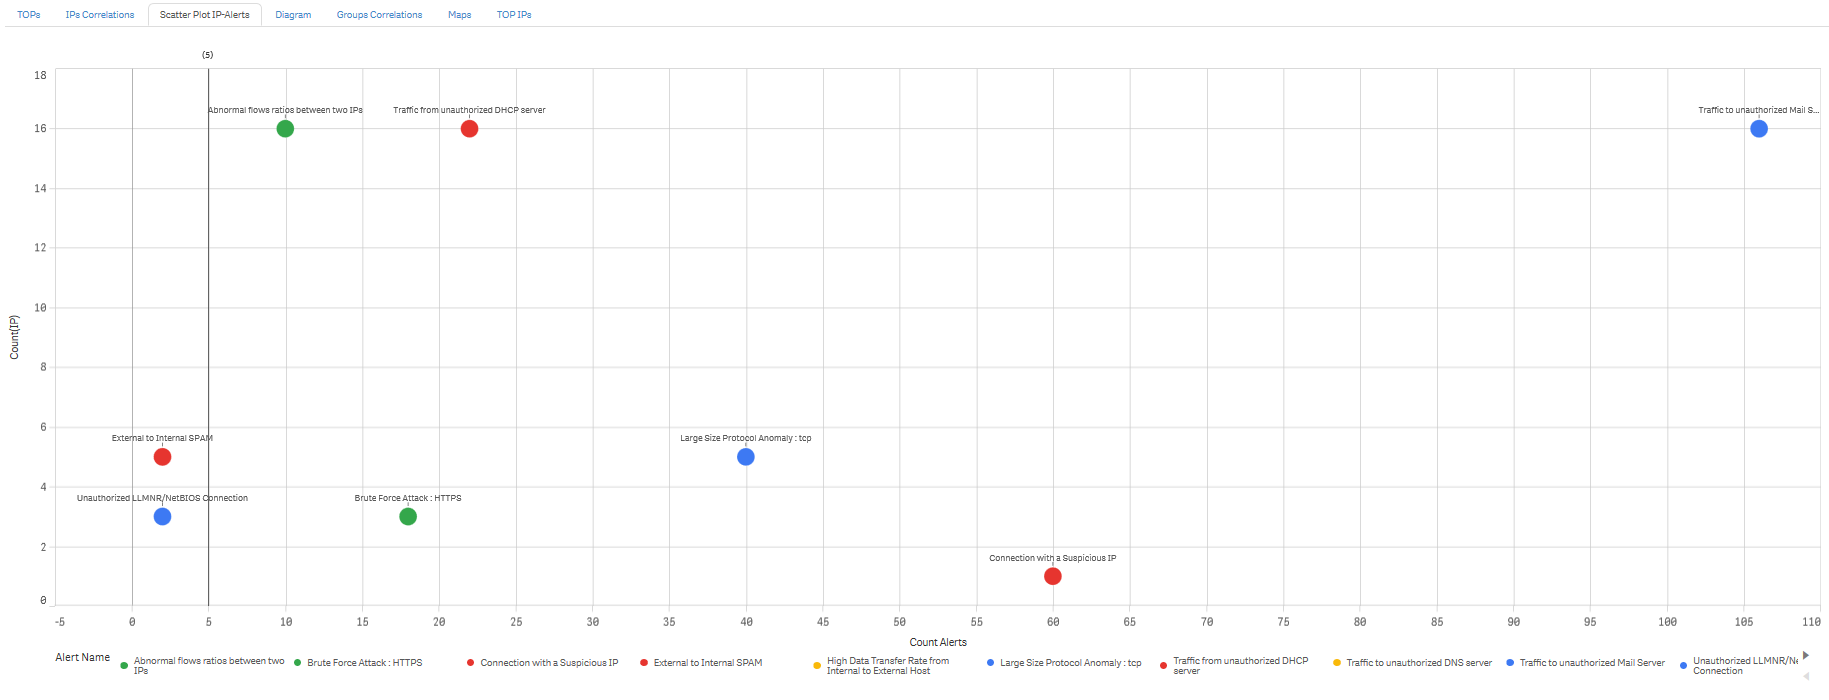 TOPs IPs Correlations Scatter Plot IP-Alerts Diagram Groups Correlations Maps TOP IPs
(5)
18
Abnormal flows ratios between two IPs Traffic from unauthorized DHCP server Traffic to unauthorized Mail S...
16
14
12
10
Count(IP)
8
6
External to Internal SPAM Large Size Protocol Anomaly : tcp
4
Unauthorized LLMNR/NetBIOS Connection Brute Force Attack : HTTPS
2
Connection with a Suspicious IP
0
-5 0 5 10 15 20 25 30 35 40 45 50 55 60 65 70 75 80 85 90 95 100 105 110
Count Alerts
Alert Name
Abnormal flows ratios between two
IPs
Brute Force Attack : HTTPS
Connection with a Suspicious IP
External to Internal SPAM
High Data Transfer Rate from
Internal to External Host
Large Size Protocol Anomaly : tcp
Traffic from unauthorized DHCP
server
Traffic to unauthorized DNS server
Traffic to unauthorized Mail Server
Unauthorized LLMNR/Ne
Connection